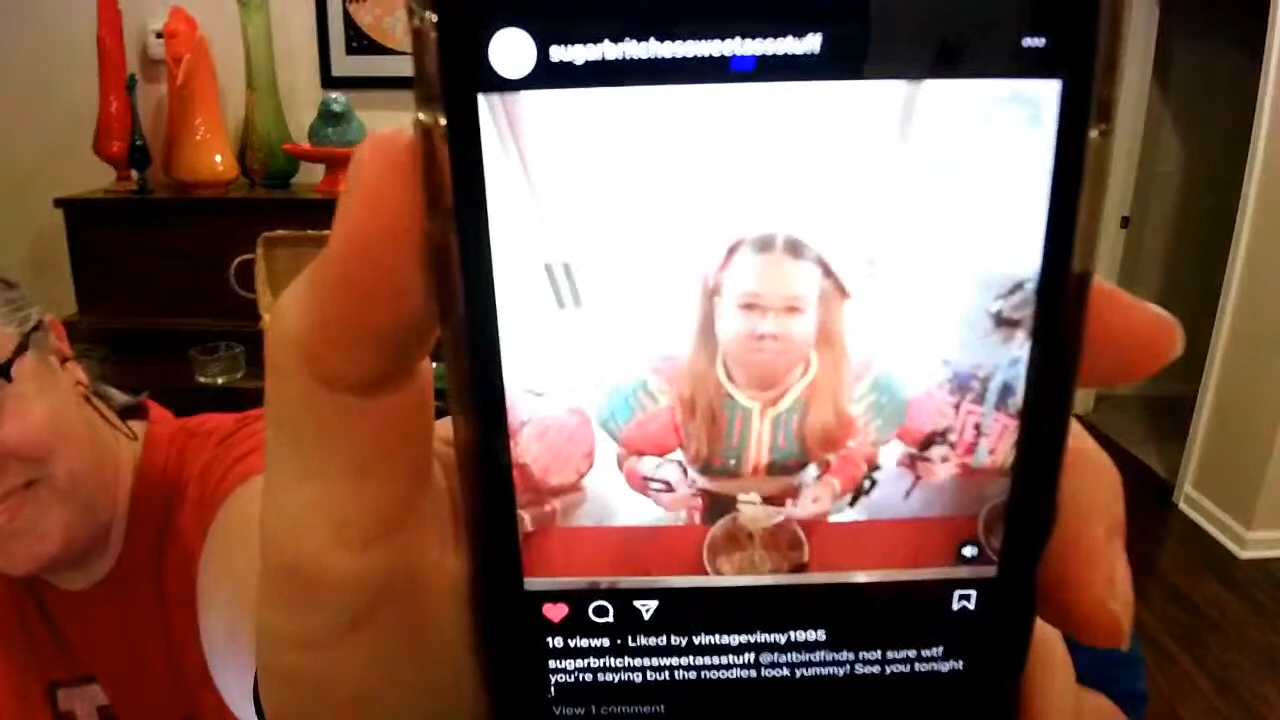 sugarbritchessweetassstuff
16 views · Liked by vintagevinny1995
sugarbritchessweetassstuff @fatbirdfinds not sure wtf
you're saying but the noodles look yummy! See you tonight
!
View 1 comment
T